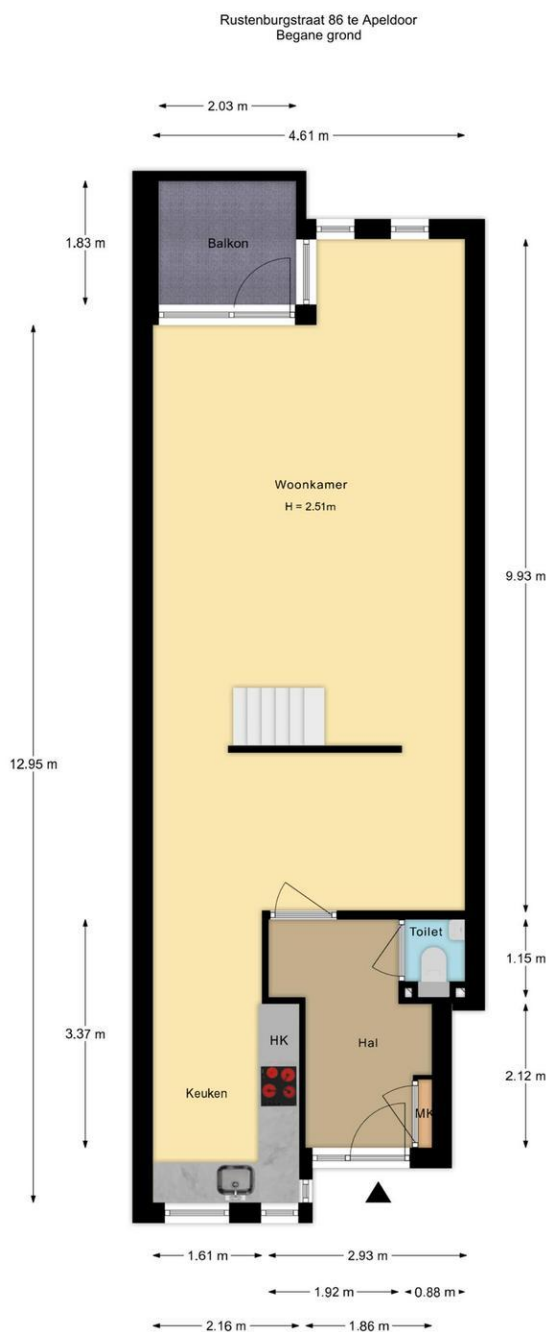 Rustenburgstraat 86 te Apeldoor
Begane grond
2.03 m
4.61 m
1.83 m
Balkon
Woonkamer
H = 2.51m
9.93 m
12.95 m
Toilet
1.15 m
3.37 m
HK
Hal
2.12 m
Keuken
MK
1.61 m
2.93 m
1.92 m
0.88 m
2.16 m
1.86 m